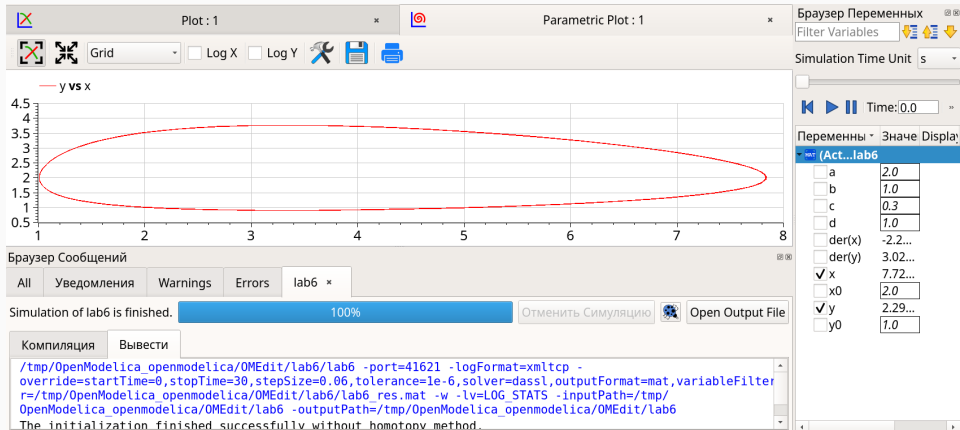 Plot : 1
Parametric Plot : 1
Браузер Переменных
Grid
Log X
Log Y
Filter Variables
Simulation Time Unit s
y vs x
4.5
4
3.5
3
2.5
2
1.5
1
0.5
1 2 3 4 5 6 7 8
Time: 0.0 »
Переменны Значе Display
MAT (Act...lab6
a 2.0
b 1.0
c 0.3
d 1.0
der(x) -2.2...
der(y) 3.02...
x 7.72...
x0 2.0
y 2.29...
y0 1.0
Браузер Сообщений
All Уведомления Warnings Errors lab6
Simulation of lab6 is finished. 100% Отменить Симуляцию Open Output File
Компиляция Вывести
/tmp/OpenModelica_openmodelica/OMEdit/lab6/lab6 -port=41621 -logFormat=xmltcp -
override=startTime=0,stopTime=30,stepSize=0.06,tolerance=1e-6,solver=dassl,outputFormat=mat,variableFilter
r=/tmp/OpenModelica_openmodelica/OMEdit/lab6/lab6_res.mat -w -lv=LOG_STATS -inputPath=/tmp/
OpenModelica_openmodelica/OMEdit/lab6 -outputPath=/tmp/OpenModelica_openmodelica/OMEdit/lab6
The initialization finished successfully without homotopy method.